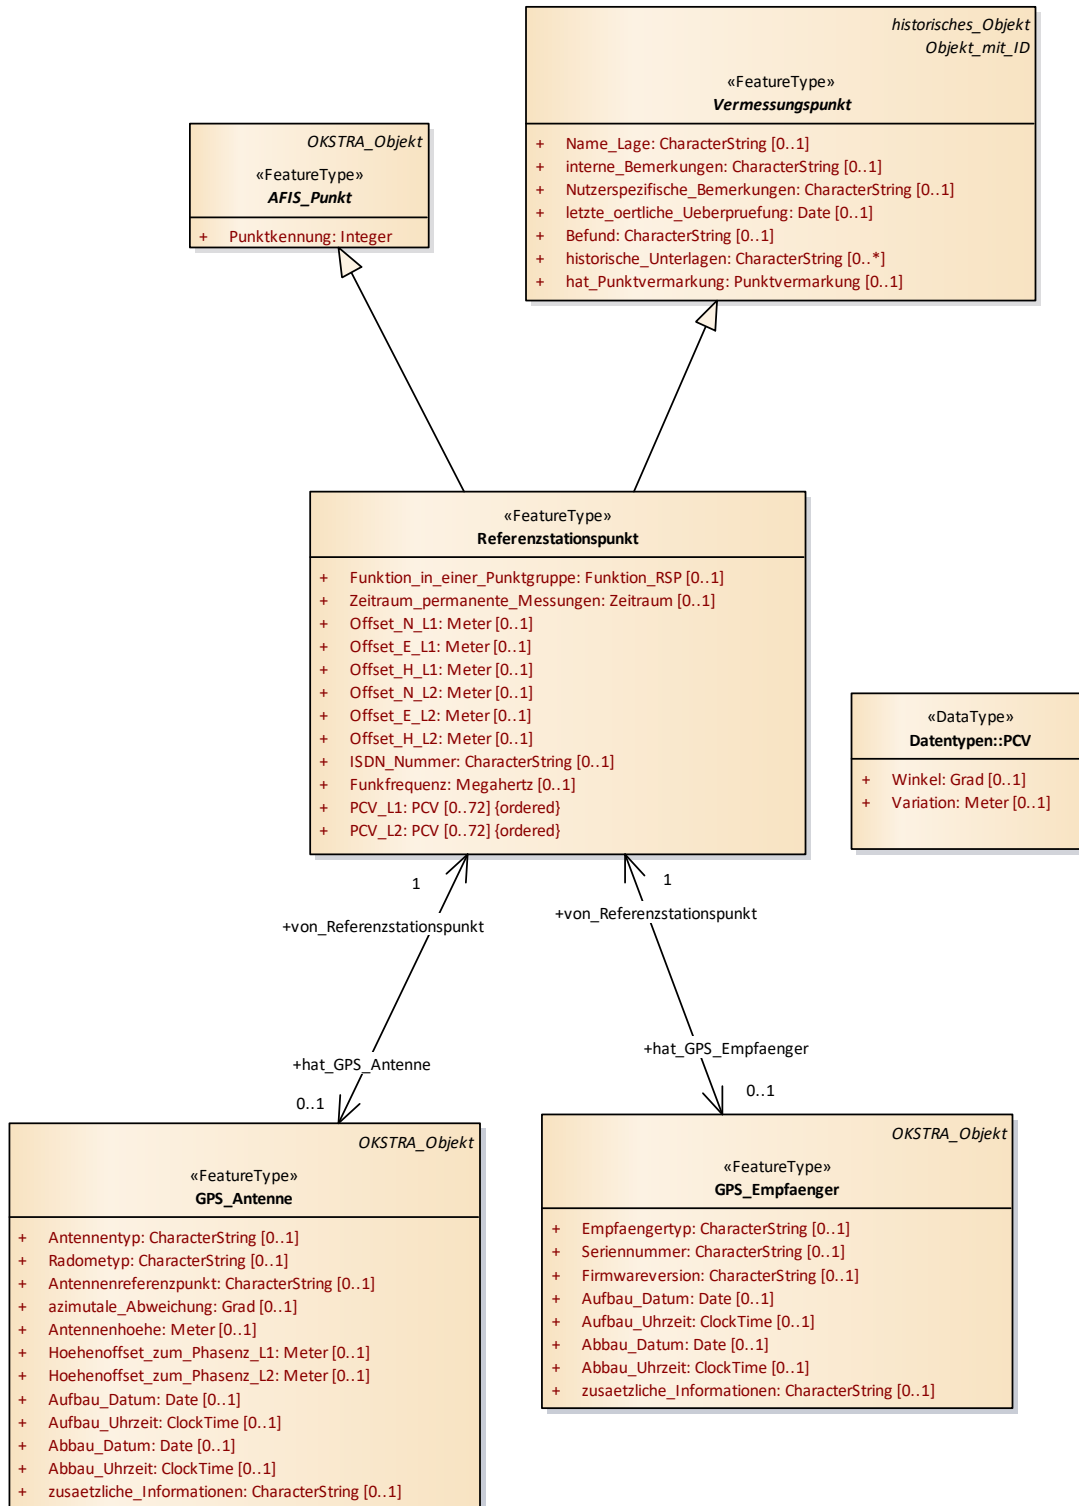 historisches_Objekt
Objekt_mit_ID
«FeatureType»
Vermessungspunkt
+ Name_Lage: CharacterString [0..1]
+ interne_Bemerkungen: CharacterString [0..1]
+ Nutzerspezifische_Bemerkungen: CharacterString [0..1]
+ letzte_oertliche_Ueberpruefung: Date [0..1]
+ Befund: CharacterString [0..1]
+ historische_Unterlagen: CharacterString [0..*]
+ hat_Punktvermarkung: Punktvermarkung [0..1]
OKSTRA_Objekt
«FeatureType»
AFIS_Punkt
+ Punktkennung: Integer
«FeatureType»
Referenzstationspunkt
+ Funktion_in_einer_Punktgruppe: Funktion_RSP [0..1]
+ Zeitraum_permanente_Messungen: Zeitraum [0..1]
+ Offset_N_L1: Meter [0..1]
+ Offset_E_L1: Meter [0..1]
+ Offset_H_L1: Meter [0..1]
+ Offset_N_L2: Meter [0..1]
+ Offset_E_L2: Meter [0..1]
+ Offset_H_L2: Meter [0..1]
+ ISDN_Nummer: CharacterString [0..1]
+ Funkfrequenz: Megahertz [0..1]
+ PCV_L1: PCV [0..72] {ordered}
+ PCV_L2: PCV [0..72] {ordered}
«DataType»
Datentypen::PCV
+ Winkel: Grad [0..1]
+ Variation: Meter [0..1]
1
+von_Referenzstationspunkt
+hat_GPS_Antenne
0..1
1
+von_Referenzstationspunkt
+hat_GPS_Empfaenger
0..1
OKSTRA_Objekt
«FeatureType»
GPS_Antenne
+ Antennentyp: CharacterString [0..1]
+ Radometyp: CharacterString [0..1]
+ Antennenreferenzpunkt: CharacterString [0..1]
+ azimutale_Abweichung: Grad [0..1]
+ Antennenhoehe: Meter [0..1]
+ Hoehenoffset_zum_Phasenz_L1: Meter [0..1]
+ Hoehenoffset_zum_Phasenz_L2: Meter [0..1]
+ Aufbau_Datum: Date [0..1]
+ Aufbau_Uhrzeit: ClockTime [0..1]
+ Abbau_Datum: Date [0..1]
+ Abbau_Uhrzeit: ClockTime [0..1]
+ zusaetzliche_Informationen: CharacterString [0..1]
OKSTRA_Objekt
«FeatureType»
GPS_Empfaenger
+ Empfaengertyp: CharacterString [0..1]
+ Seriennummer: CharacterString [0..1]
+ Firmwareversion: CharacterString [0..1]
+ Aufbau_Datum: Date [0..1]
+ Aufbau_Uhrzeit: ClockTime [0..1]
+ Abbau_Datum: Date [0..1]
+ Abbau_Uhrzeit: ClockTime [0..1]
+ zusaetzliche_Informationen: CharacterString [0..1]